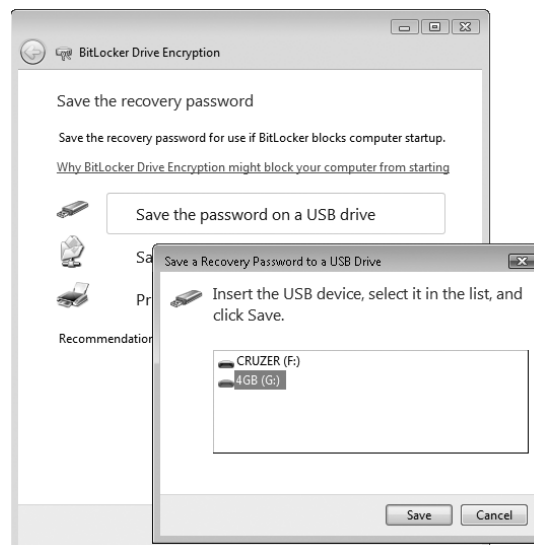 BitLocker Drive Encryption
Save the recovery password
Save the recovery password for use if BitLocker blocks computer startup.
Why BitLocker Drive Encryption might block your computer from starting
Save the password on a USB drive
Sa
Pr
Recommendation
Save a Recovery Password to a USB Drive
Insert the USB device, select it in the list, and
click Save.
CRUZER (F:)
4GB (G:)
Save Cancel